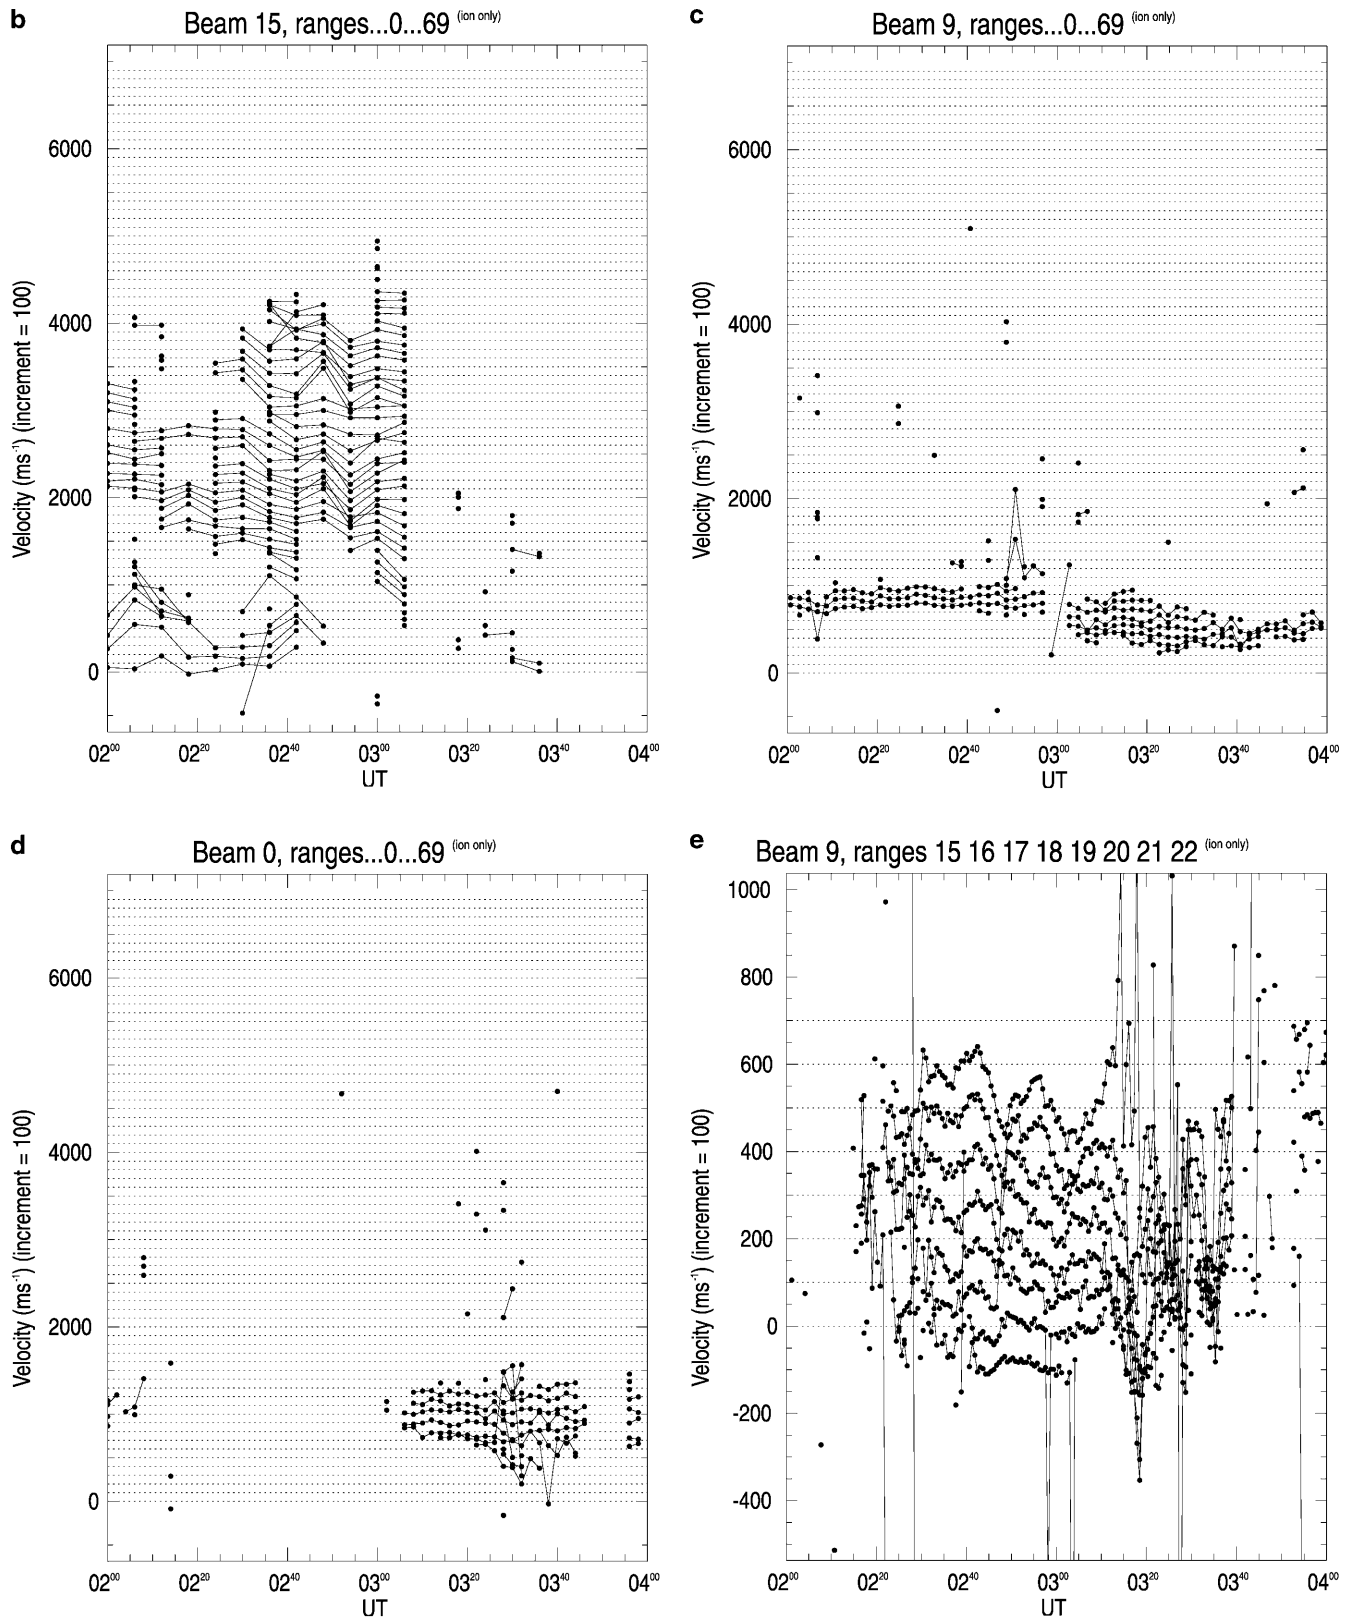 b
Beam 15, ranges...0...69 (ion only)
Velocity (ms⁻¹) (increment = 100)
6000
4000
2000
0
02⁰⁰ 02²⁰ 02⁴⁰ 03⁰⁰ 03²⁰ 03⁴⁰ 04⁰⁰
UT
c
Beam 9, ranges...0...69 (ion only)
Velocity (ms⁻¹) (increment = 100)
6000
4000
2000
0
02⁰⁰ 02²⁰ 02⁴⁰ 03⁰⁰ 03²⁰ 03⁴⁰ 04⁰⁰
UT
d
Beam 0, ranges...0...69 (ion only)
Velocity (ms⁻¹) (increment = 100)
6000
4000
2000
0
02⁰⁰ 02²⁰ 02⁴⁰ 03⁰⁰ 03²⁰ 03⁴⁰ 04⁰⁰
UT
e
Beam 9, ranges 15 16 17 18 19 20 21 22 (ion only)
Velocity (ms⁻¹) (increment = 100)
1000
800
600
400
200
0
-200
-400
02⁰⁰ 02²⁰ 02⁴⁰ 03⁰⁰ 03²⁰ 03⁴⁰ 04⁰⁰
UT